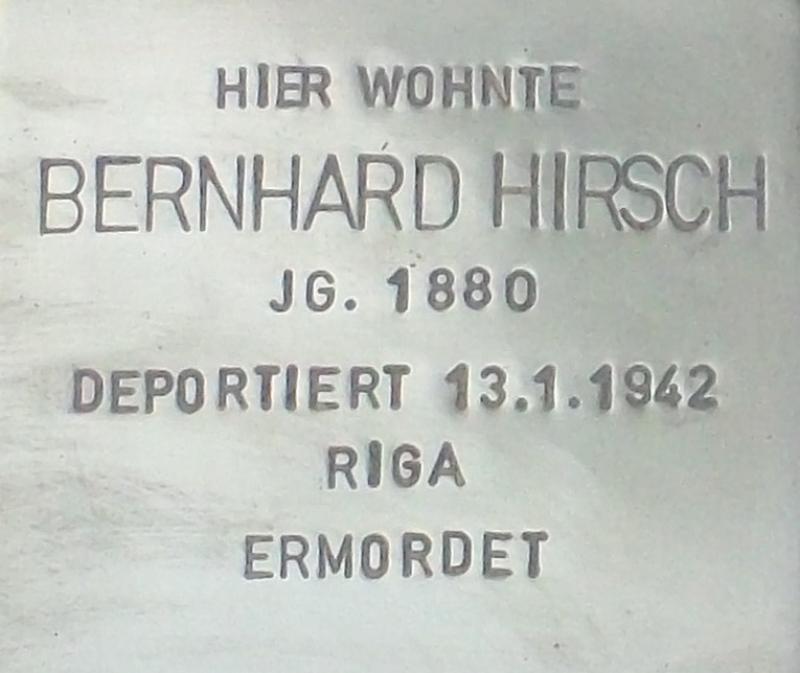 HIER WOHNTE
BERNHARD HIRSCH
JG. 1880
DEPORTIERT 13.1.1942
RIGA
ERMORDET